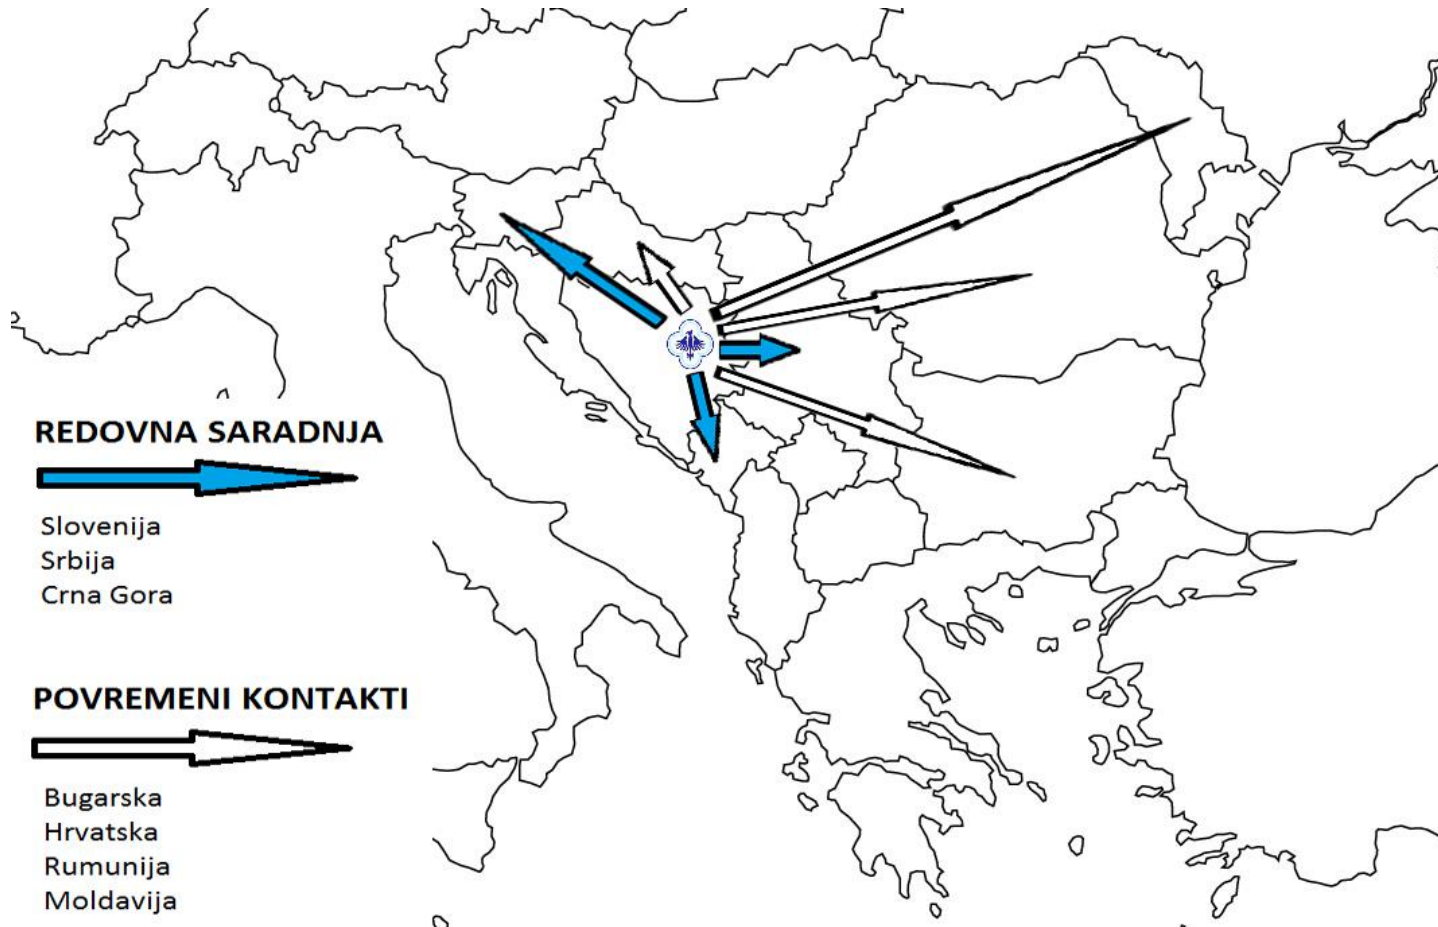 REDOVNA SARADNJA
Slovenija
Srbija
Crna Gora
POVREMENI KONTAKTI
Bugarska
Hrvatska
Rumunija
Moldavija